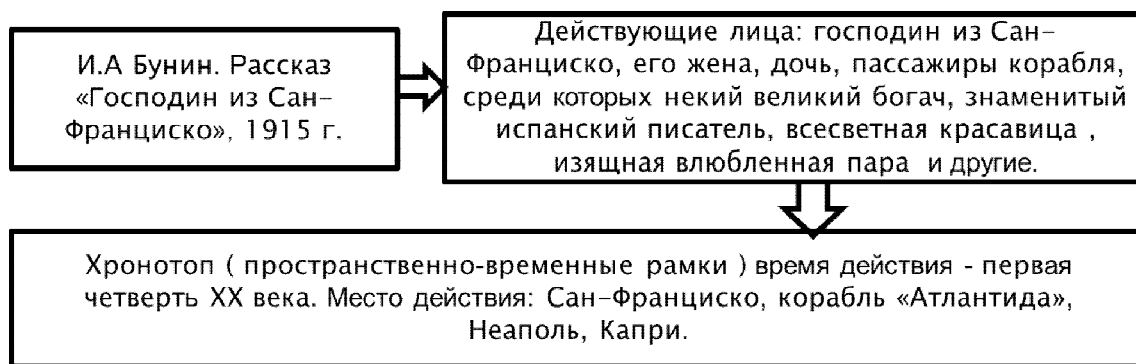 И.А Бунин. Рассказ
«Господин из Сан-
Франциско», 1915 г.
Действующие лица: господин из Сан-
Франциско, его жена, дочь, пассажиры корабля,
среди которых некий великий богач, знаменитый
испанский писатель, всесветная красавица ,
изящная влюбленная пара и другие.
Хронотоп ( пространственно-временные рамки ) время действия - первая
четверть XX века. Место действия: Сан-Франциско, корабль «Атлантида»,
Неаполь, Капри.